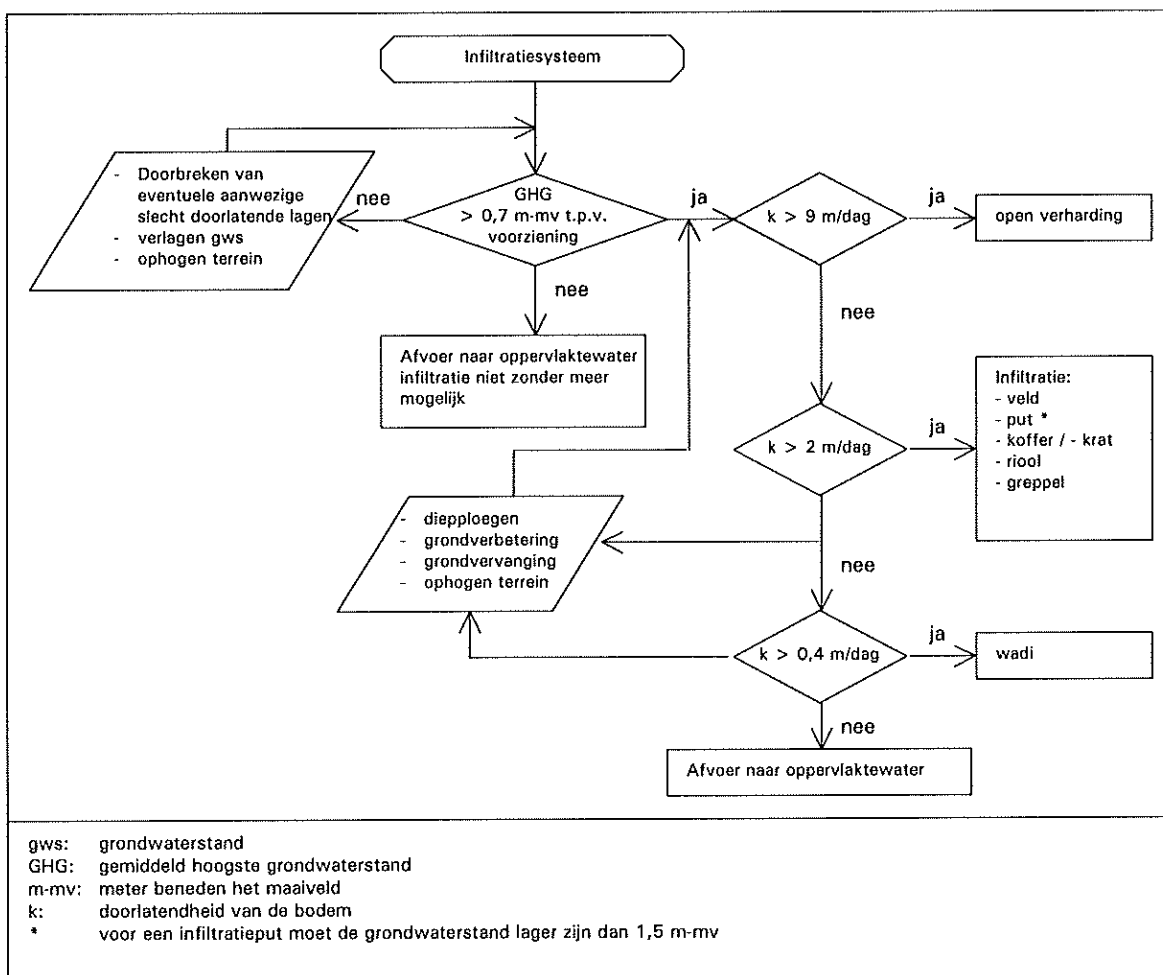 Infiltratiesysteem
- Doorbreken van
eventuele aanwezige
slecht doorlatende lagen
- verlagen gws
- ophogen terrein
nee
GHG
> 0,7 m-mv t.p.v.
voorziening
ja
k > 9 m/dag
ja
open verharding
nee
nee
Afvoer naar oppervlaktewater
infiltratie niet zonder meer
mogelijk
k > 2 m/dag
ja
Infiltratie:
- veld
- put *
- koffer / - krat
- riool
- greppel
- diepploegen
- grondverbetering
- grondvervanging
- ophogen terrein
nee
k > 0,4 m/dag
ja
wadi
nee
Afvoer naar oppervlaktewater
gws: grondwaterstand
GHG: gemiddeld hoogste grondwaterstand
m-mv: meter beneden het maaiveld
k: doorlatendheid van de bodem
* voor een infiltratieput moet de grondwaterstand lager zijn dan 1,5 m-mv